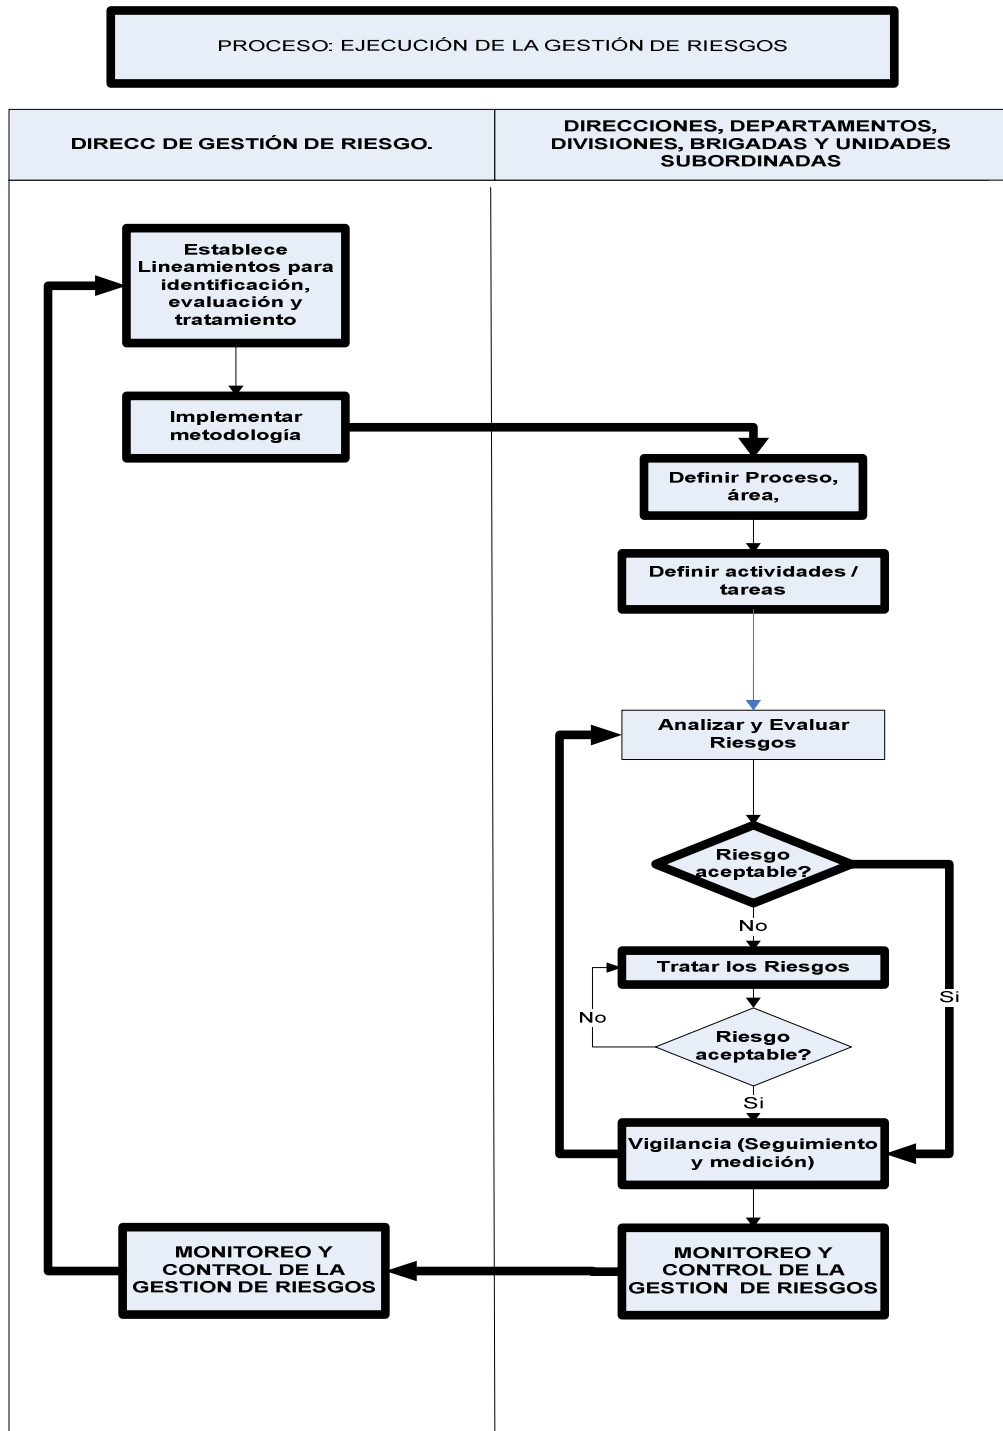 PROCESO: EJECUCIÓN DE LA GESTIÓN DE RIESGOS
DIRECC DE GESTIÓN DE RIESGO.
DIRECCIONES, DEPARTAMENTOS,
DIVISIONES, BRIGADAS Y UNIDADES
SUBORDINADAS
Establece
Lineamientos para
identificación,
evaluación y
tratamiento
Implementar
metodología
Definir Proceso,
área,
Definir actividades /
tareas
Analizar y Evaluar
Riesgos
Riesgo
aceptable?
No
Tratar los Riesgos
Si
No
Riesgo
aceptable?
Si
Vigilancia (Seguimiento
y medición)
MONITOREO Y
CONTROL DE LA
GESTION DE RIESGOS
MONITOREO Y
CONTROL DE LA
GESTION DE RIESGOS